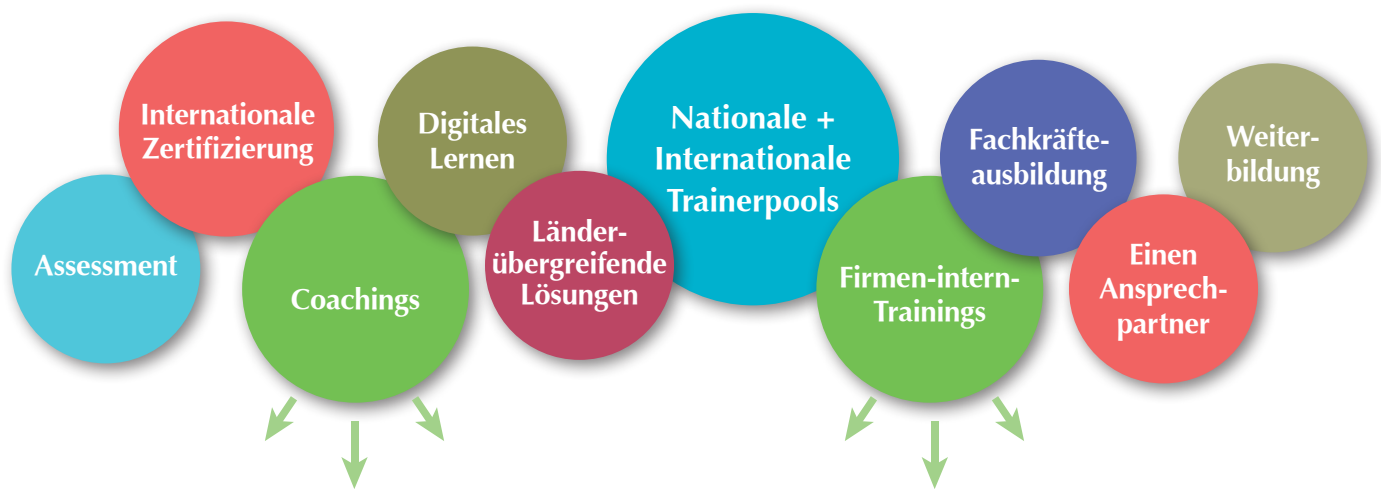 Assessment
Internationale
Zertifizierung
Coachings
Digitales
Lernen
Länder-
übergreifende
Lösungen
Nationale +
Internationale
Trainerpools
Firmen-intern-
Trainings
Fachkräfte-
ausbildung
Einen
Ansprech-
partner
Weiter-
bildung